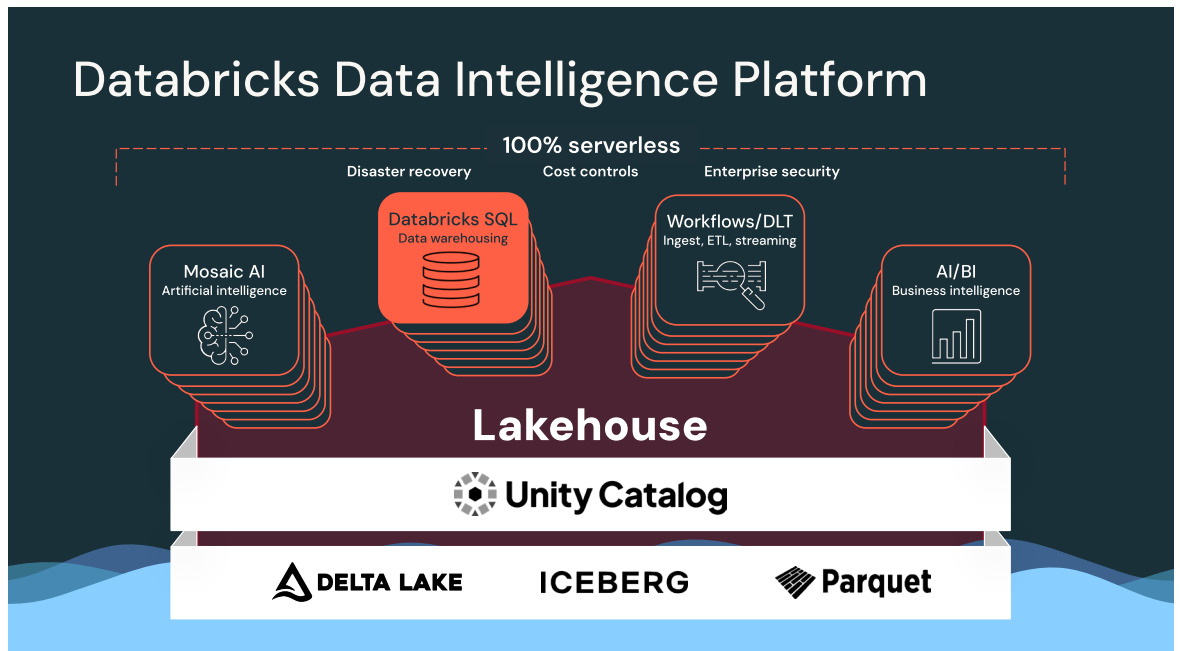 Databricks Data Intelligence Platform
100% serverless
Disaster recovery
Cost controls
Enterprise security
Databricks SQL
Data warehousing
Workflows/DLT
Ingest, ETL, streaming
Mosaic AI
Artificial intelligence
AI/BI
Business intelligence
Lakehouse
Unity Catalog
DELTA LAKE
ICEBERG
Parquet